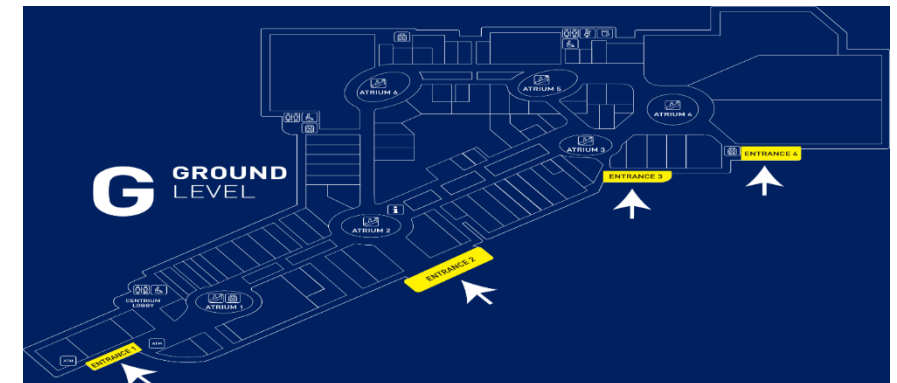 ATRIUM 6
ATRIUM 5
ATRIUM 4
ATRIUM 3
ENTRANCE 4
ENTRANCE 3
G GROUND
LEVEL
i
ATRIUM 2
ENTRANCE 2
CENTRIUM
LOBBY
ATRIUM 1
ATM
ATM
ENTRANCE 1